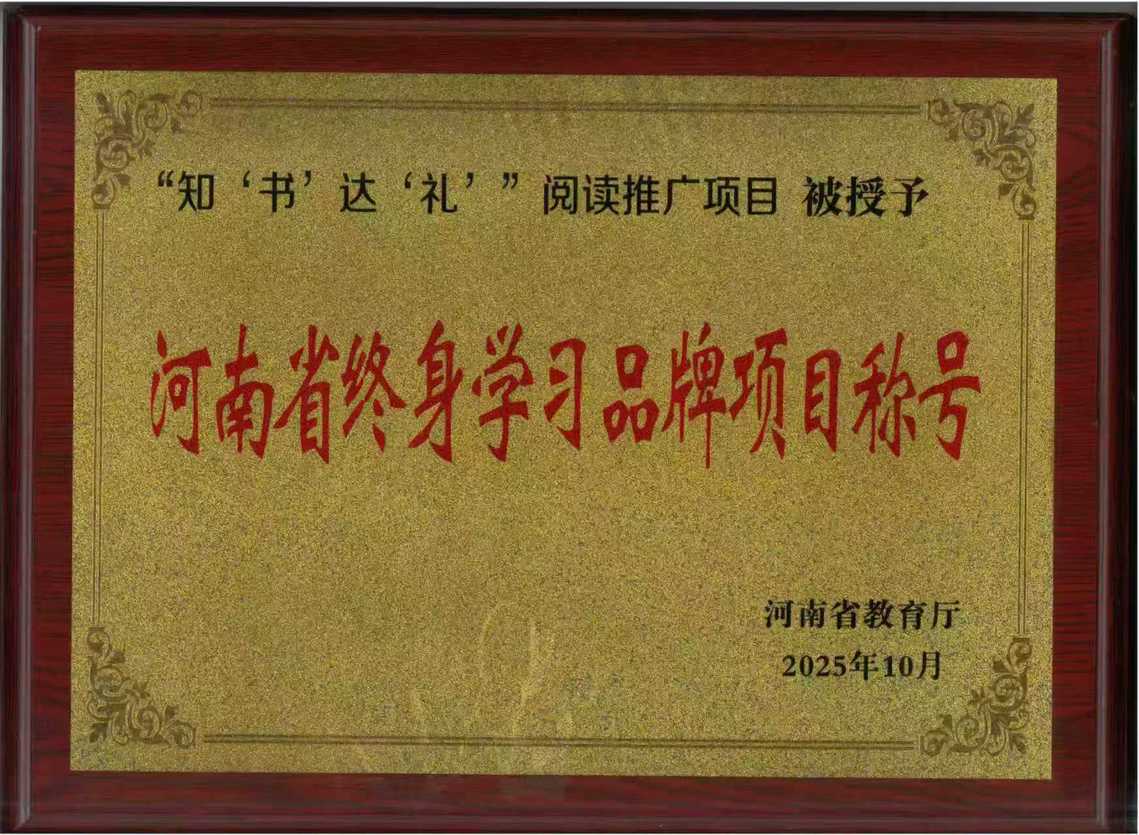 “知‘书’达‘礼’”阅读推广项目 被授予
河南省终身学习品牌项目称号
河南省教育厅
2025年10月